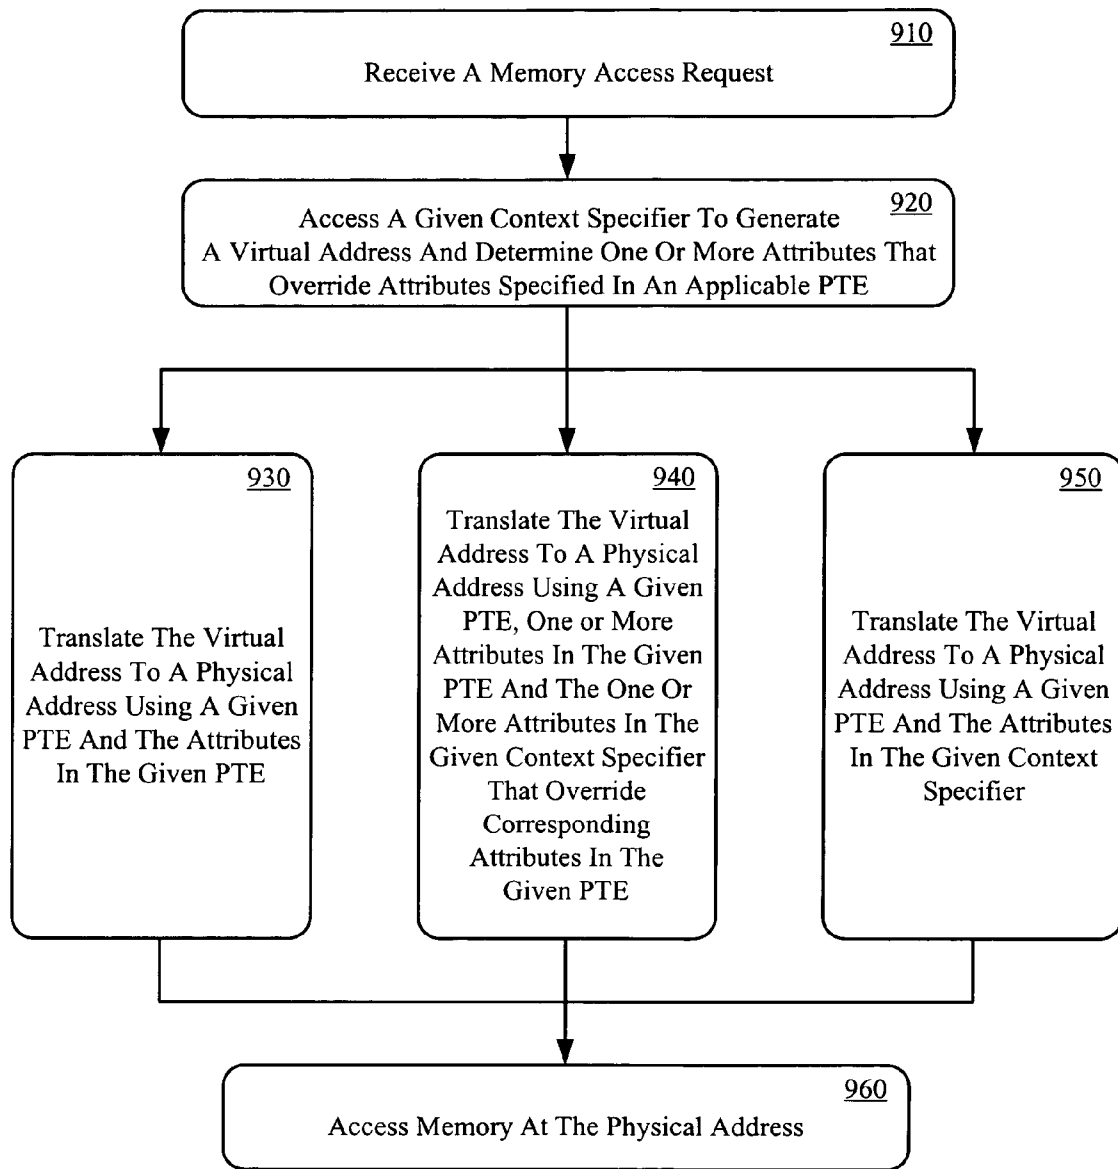 910
Receive A Memory Access Request
920
Access A Given Context Specifier To Generate
A Virtual Address And Determine One Or More Attributes That
Override Attributes Specified In An Applicable PTE
930
Translate The Virtual
Address To A Physical
Address Using A Given
PTE And The Attributes
In The Given PTE
940
Translate The Virtual
Address To A Physical
Address Using A Given
PTE, One or More
Attributes In The Given
PTE And The One Or
More Attributes In The
Given Context Specifier
That Override
Corresponding
Attributes In The
Given PTE
950
Translate The Virtual
Address To A Physical
Address Using A Given
PTE And The Attributes
In The Given Context
Specifier
960
Access Memory At The Physical Address